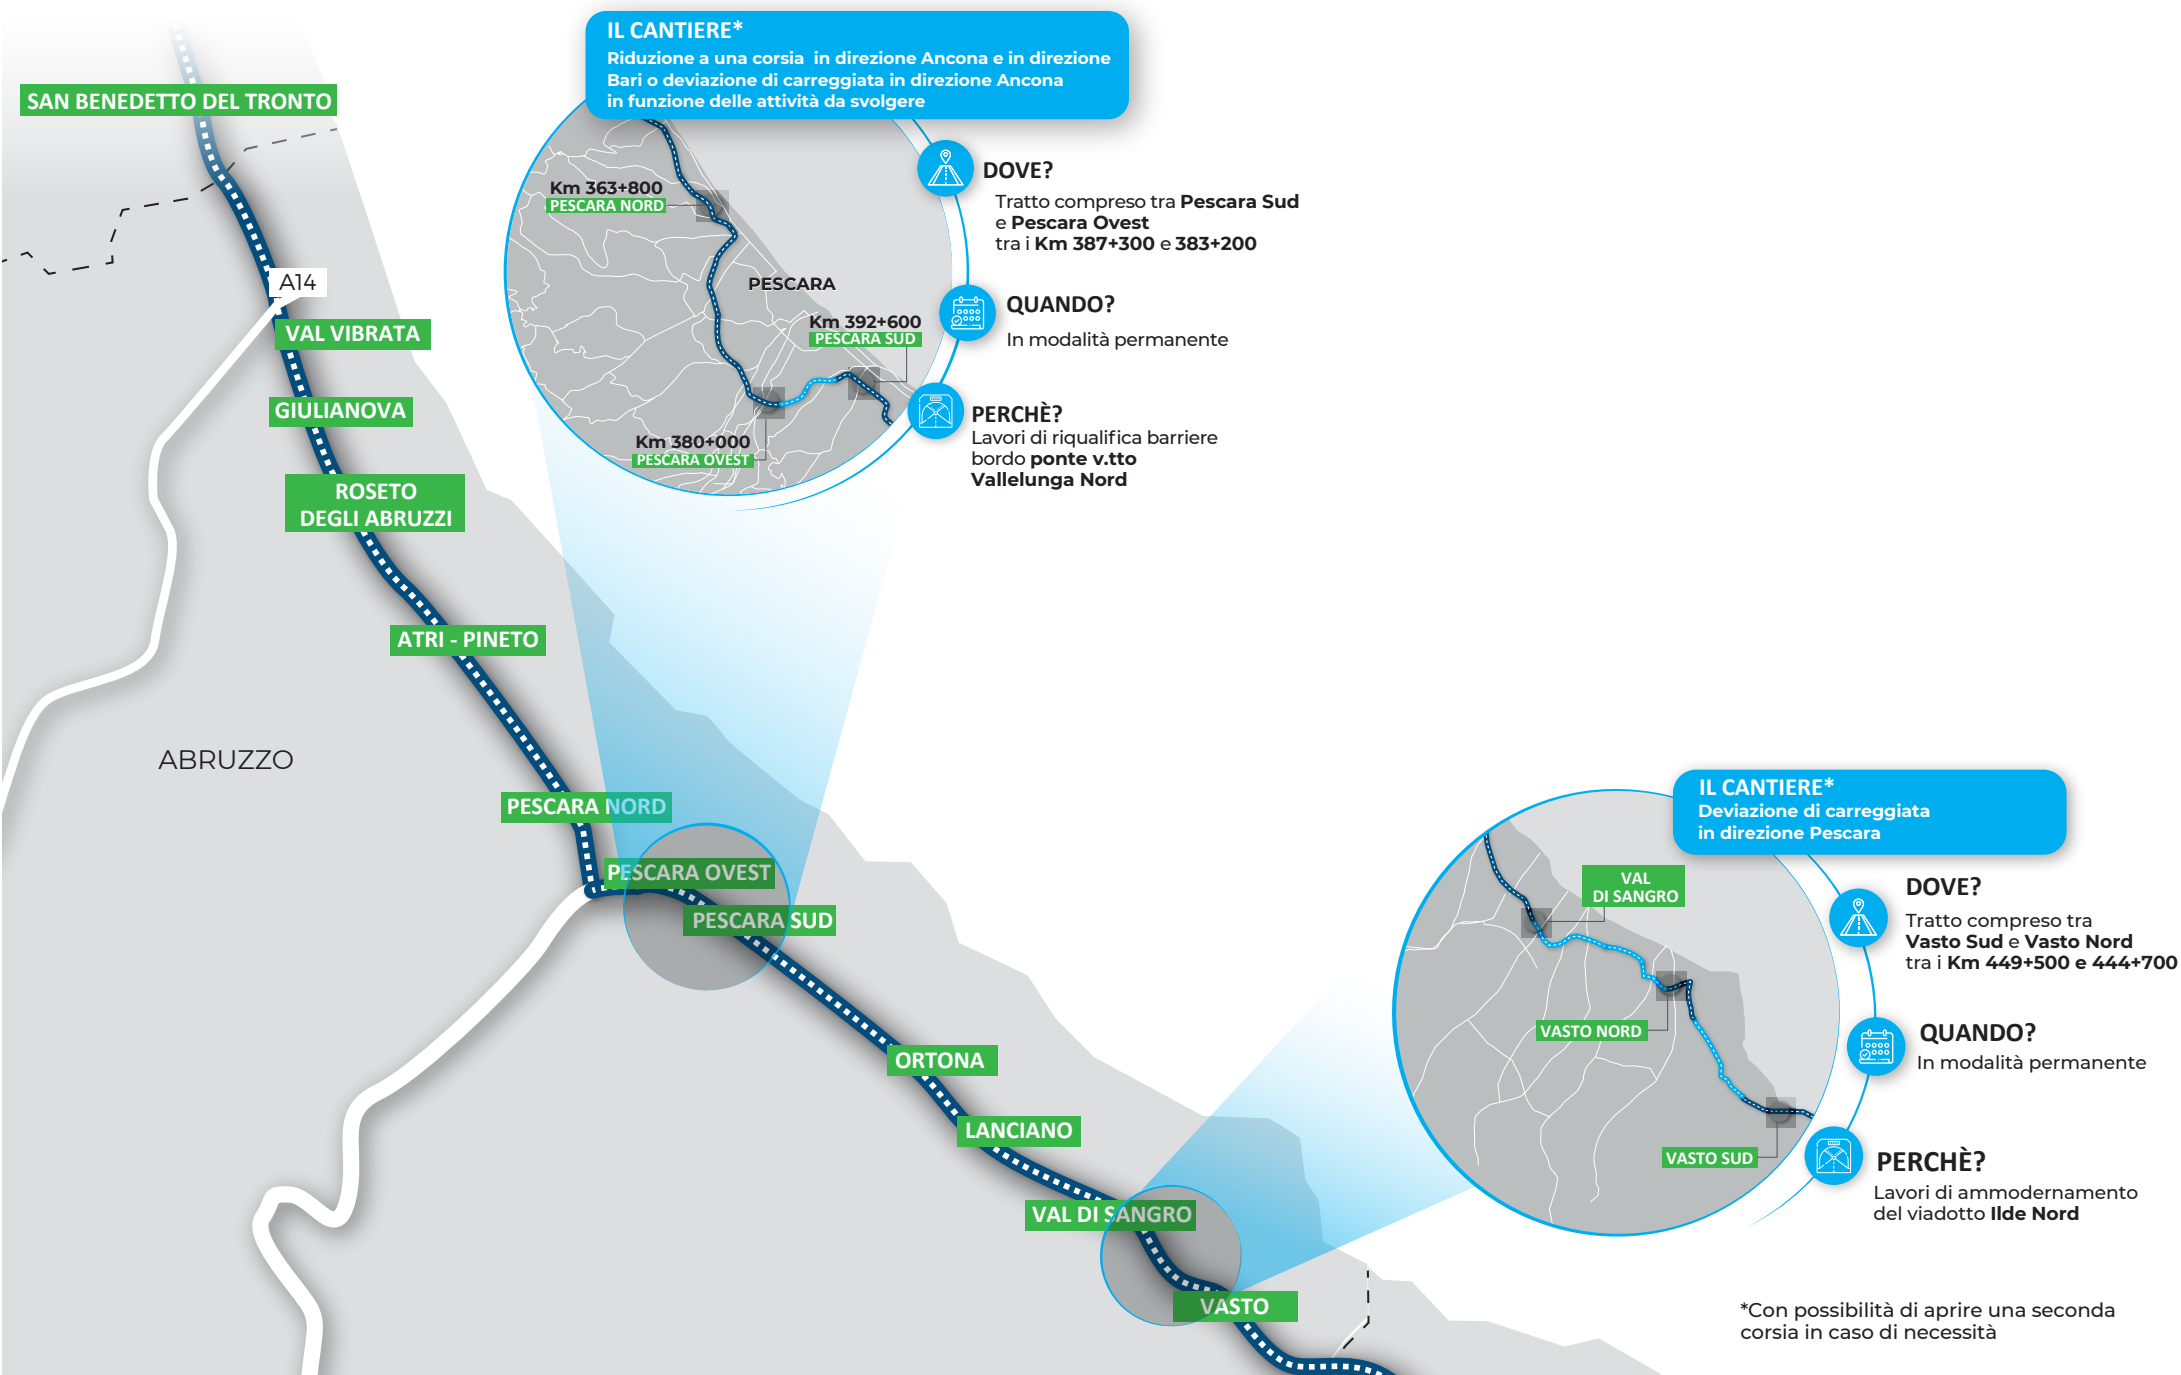 IL CANTIERE*
Riduzione a una corsia in direzione Ancona e in direzione
Bari o deviazione di carreggiata in direzione Ancona
in funzione delle attività da svolgere
SAN BENEDETTO DEL TRONTO
DOVE?
Tratto compreso tra Pescara Sud
e Pescara Ovest
tra i Km 387+300 e 383+200
Km 363+800
PESCARA NORD
PESCARA
Km 392+600
PESCARA SUD
Km 380+000
PESCARA OVEST
QUANDO?
In modalità permanente
PERCHÈ?
Lavori di riqualifica barriere
bordo ponte v.tto
Vallelunga Nord
A14
VAL VIBRATA
GIULIANOVA
ROSETO
DEGLI ABRUZZI
ATRI - PINETO
ABRUZZO
PESCARA NORD
PESCARA OVEST
PESCARA SUD
ORTONA
LANCIANO
VAL DI SANGRO
VASTO
IL CANTIERE*
Deviazione di carreggiata
in direzione Pescara
VAL
DI SANGRO
VASTO NORD
VASTO SUD
DOVE?
Tratto compreso tra
Vasto Sud e Vasto Nord
tra i Km 449+500 e 444+700
QUANDO?
In modalità permanente
PERCHÈ?
Lavori di ammodernamento
del viadotto Ilde Nord
*Con possibilità di aprire una seconda
corsia in caso di necessità